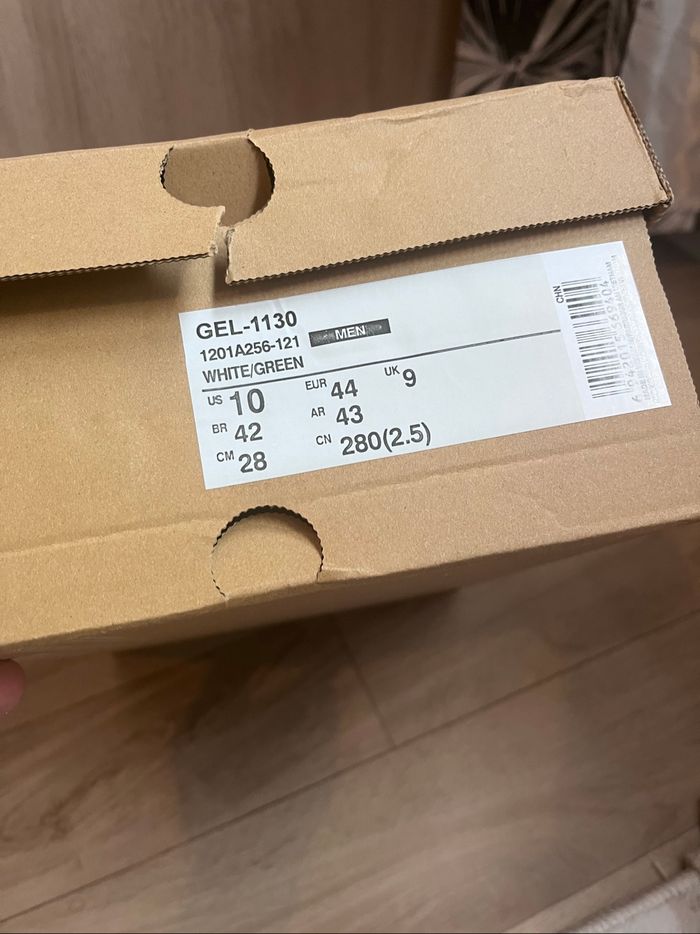 GEL-1130
MEN
1201A256-121
WHITE/GREEN
US 10 EUR 44 UK 9
BR 42 AR 43
CM 28 CN 280(2.5)
CHN